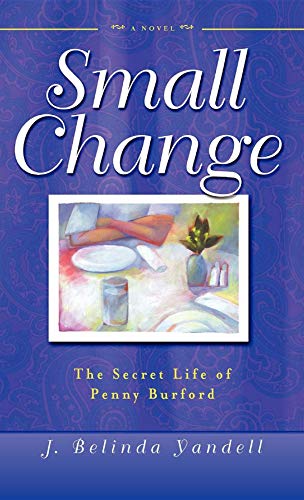 A NOVEL
Small
Change
The Secret Life of
Penny Burford
J. Belinda Yandell